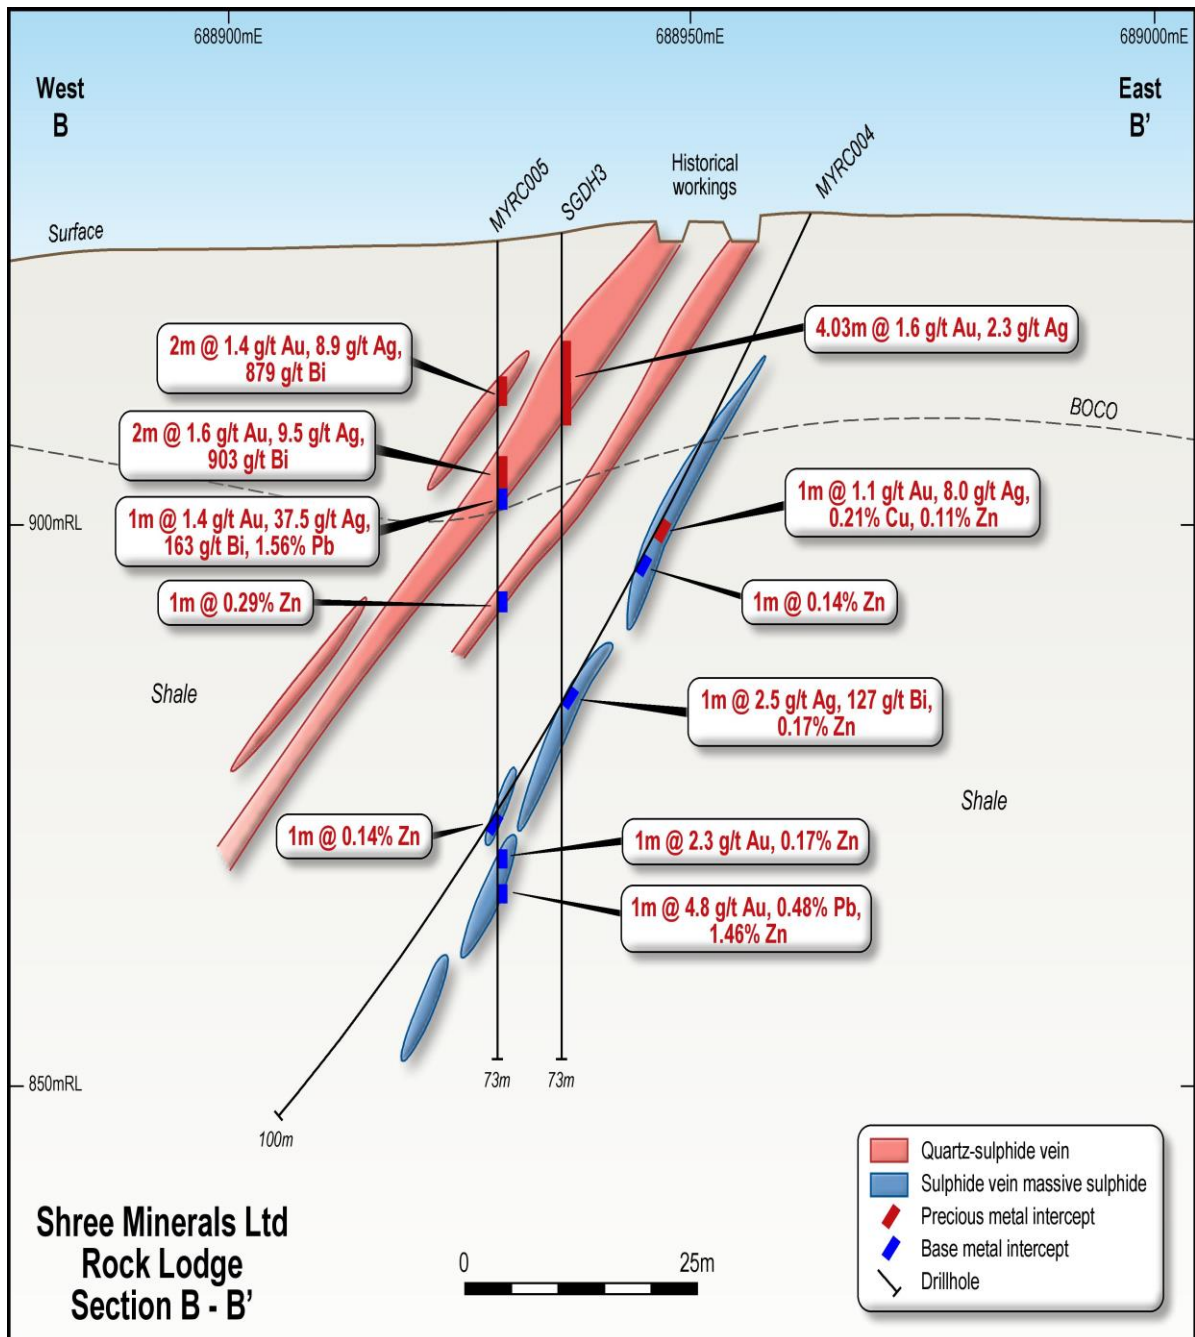 688900mE
688950mE
689000mE
West
B
East
B'
MYRC005
SGDH3
Historical
workings
MYRC004
Surface
4.03m @ 1.6 g/t Au, 2.3 g/t Ag
2m @ 1.4 g/t Au, 8.9 g/t Ag,
879 g/t Bi
BOCO
2m @ 1.6 g/t Au, 9.5 g/t Ag,
903 g/t Bi
1m @ 1.1 g/t Au, 8.0 g/t Ag,
0.21% Cu, 0.11% Zn
900mRL
1m @ 1.4 g/t Au, 37.5 g/t Ag,
163 g/t Bi, 1.56% Pb
1m @ 0.29% Zn
1m @ 0.14% Zn
Shale
1m @ 2.5 g/t Ag, 127 g/t Bi,
0.17% Zn
Shale
1m @ 0.14% Zn
1m @ 2.3 g/t Au, 0.17% Zn
1m @ 4.8 g/t Au, 0.48% Pb,
1.46% Zn
850mRL
73m
73m
100m
Quartz-sulphide vein
Sulphide vein massive sulphide
Precious metal intercept
Base metal intercept
Drillhole
Shree Minerals Ltd
Rock Lodge
Section B - B'
0
25m